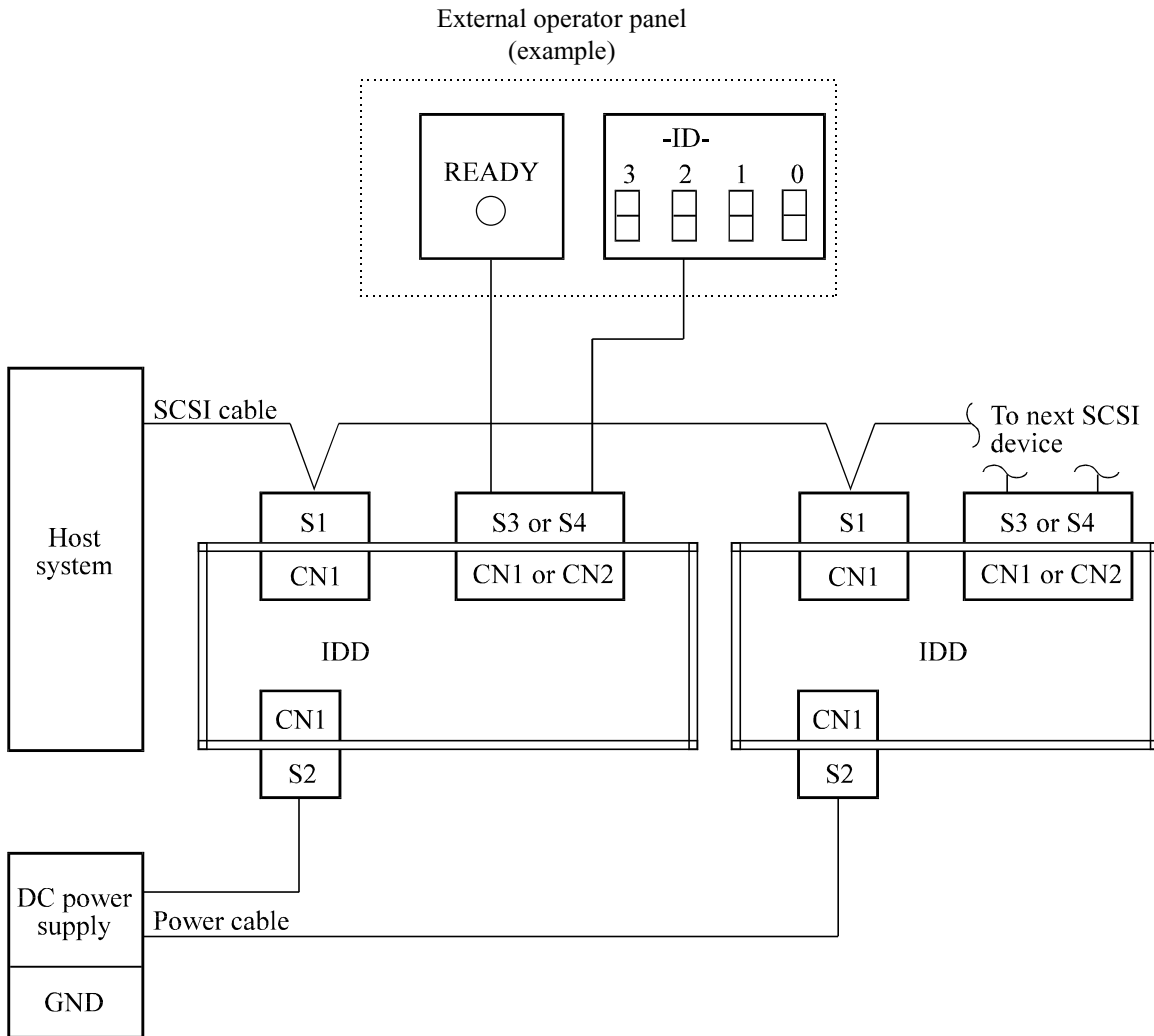 External operator panel
(example)
READY
-ID-
3 2 1 0
SCSI cable
To next SCSI
device
Host
system
S1
S3 or S4
S1
S3 or S4
CN1
CN1 or CN2
CN1
CN1 or CN2
IDD
IDD
CN1
CN1
S2
S2
DC power
supply
Power cable
GND